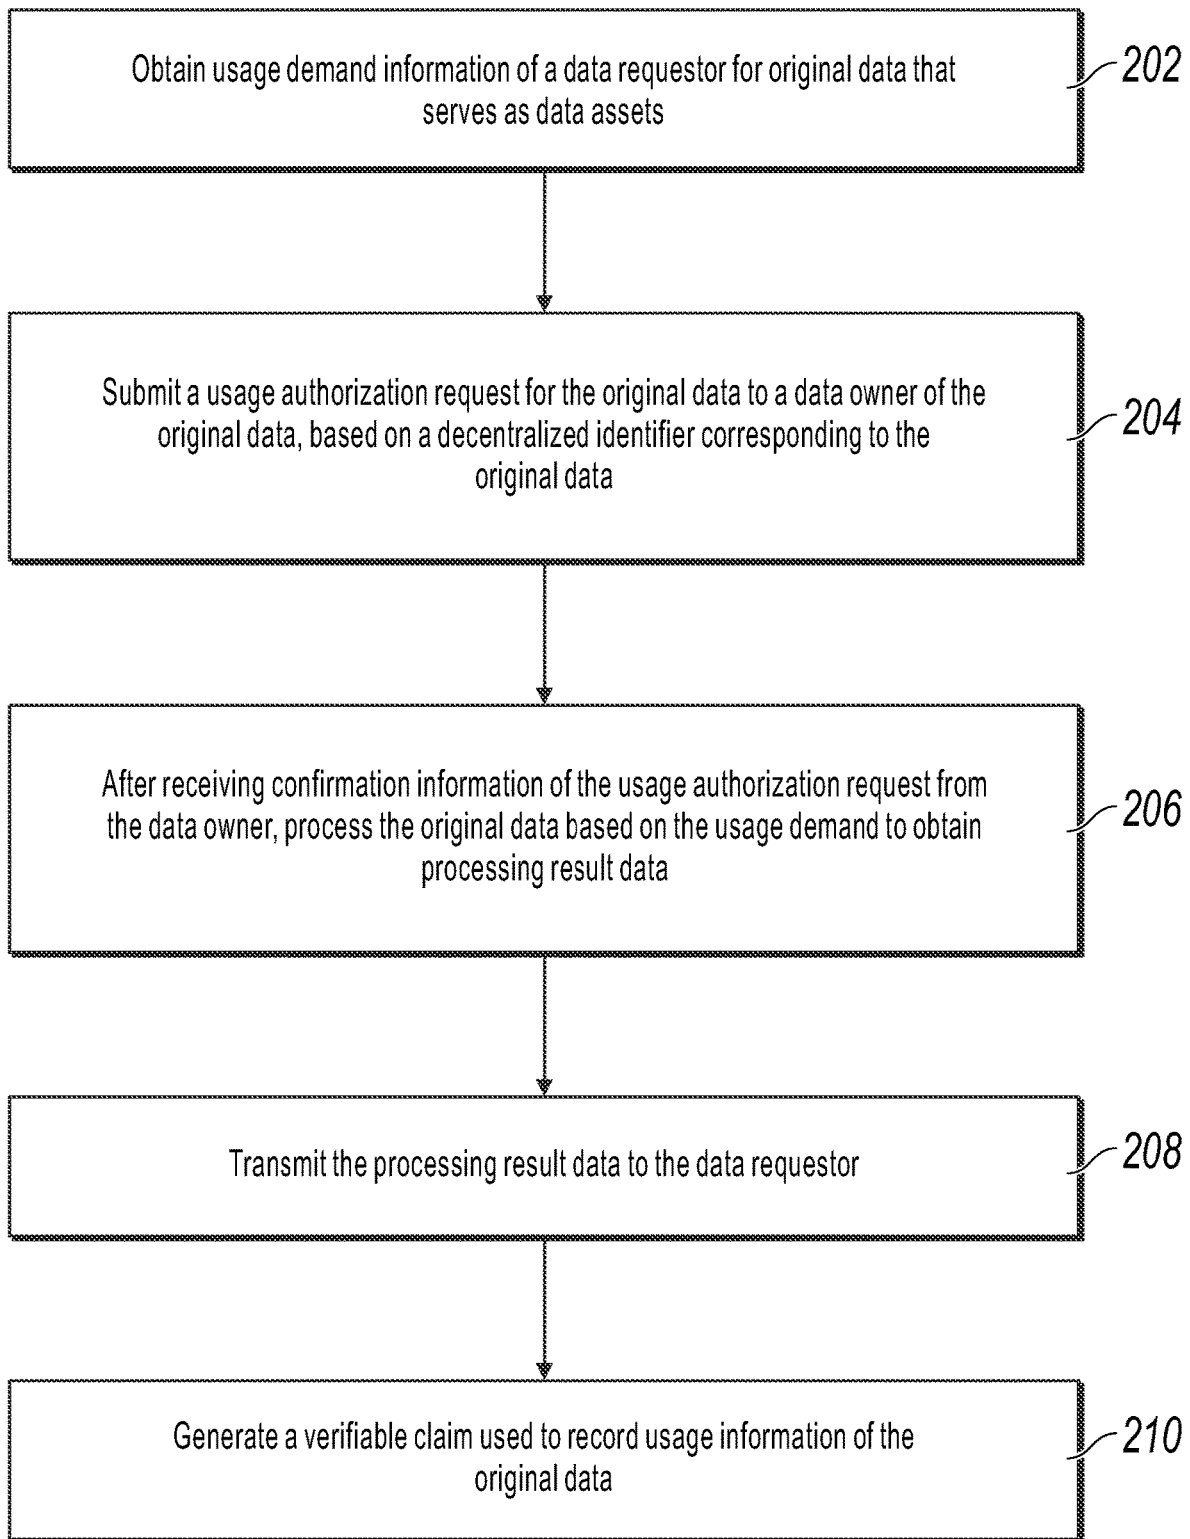 Obtain usage demand information of a data requestor for original data that
serves as data assets
202
Submit a usage authorization request for the original data to a data owner of the
original data, based on a decentralized identifier corresponding to the
original data
204
After receiving confirmation information of the usage authorization request from
the data owner, process the original data based on the usage demand to obtain
processing result data
206
Transmit the processing result data to the data requestor
208
Generate a verifiable claim used to record usage information of the
original data
210